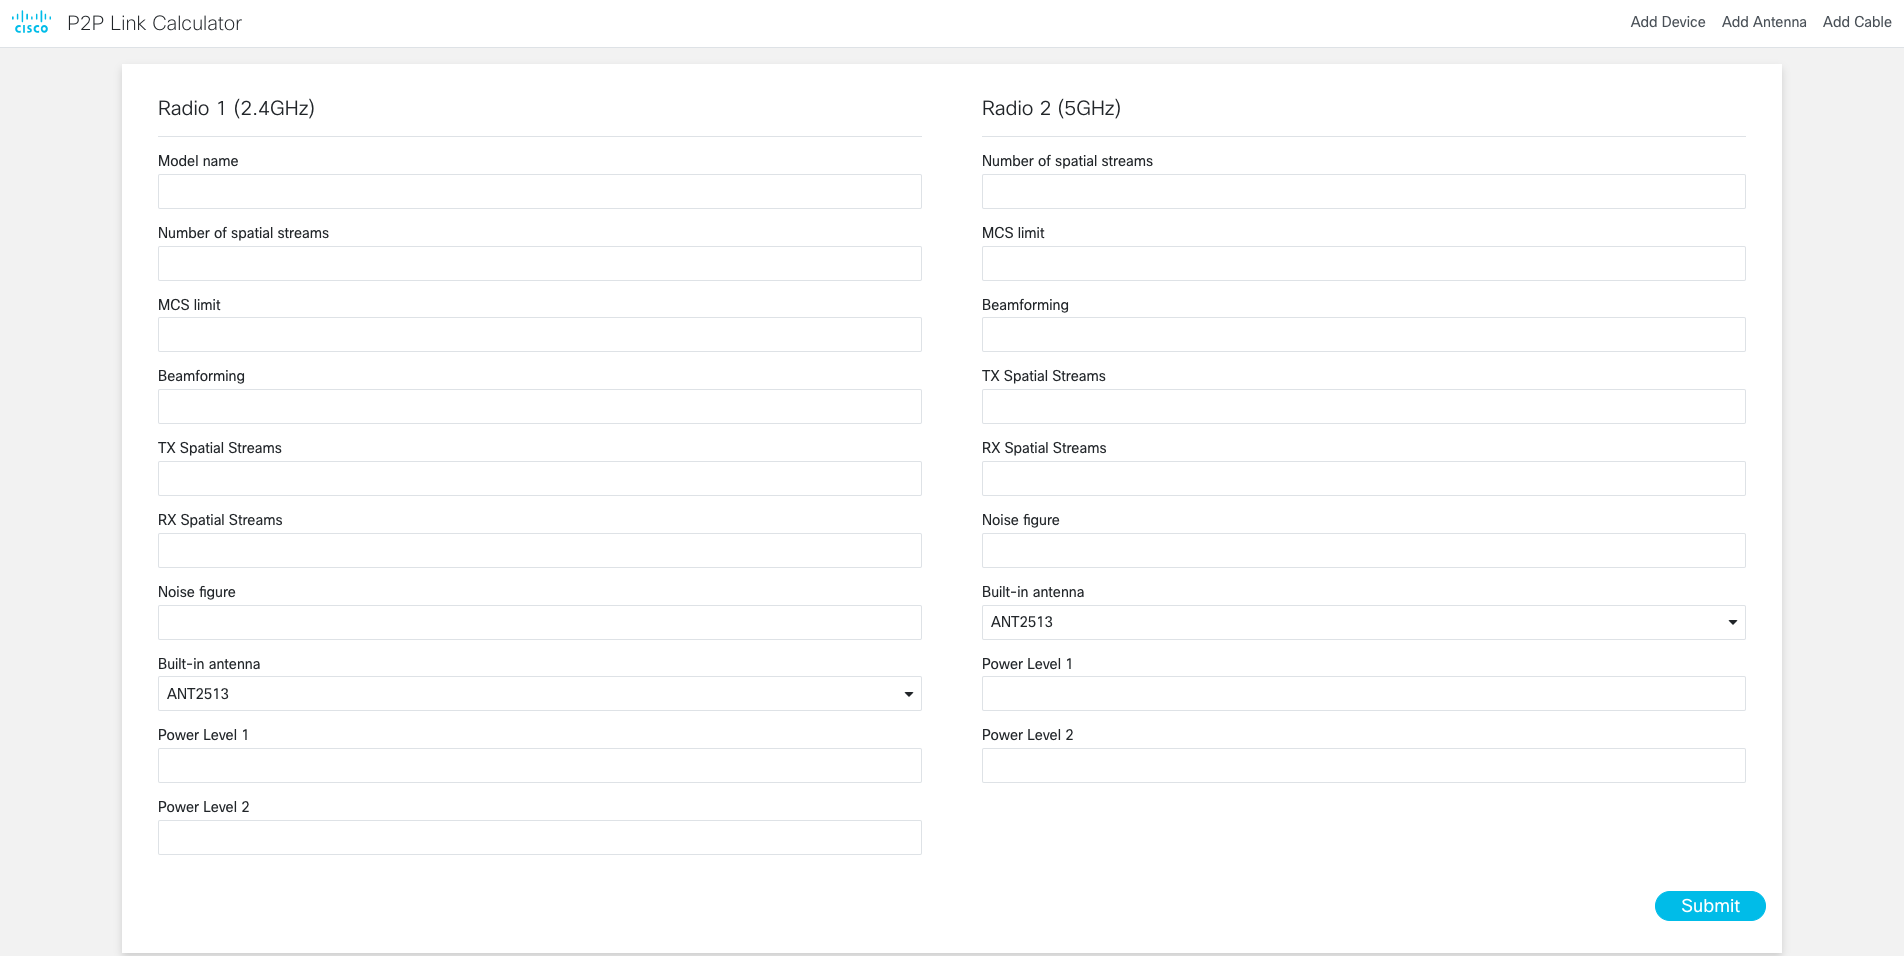 CISCO P2P Link Calculator Add Device Add Antenna Add Cable
Radio 1 (2.4GHz)
Model name
Number of spatial streams
MCS limit
Beamforming
TX Spatial Streams
RX Spatial Streams
Noise figure
Built-in antenna
ANT2513
Power Level 1
Power Level 2
Radio 2 (5GHz)
Number of spatial streams
MCS limit
Beamforming
TX Spatial Streams
RX Spatial Streams
Noise figure
Built-in antenna
ANT2513
Power Level 1
Power Level 2
Submit